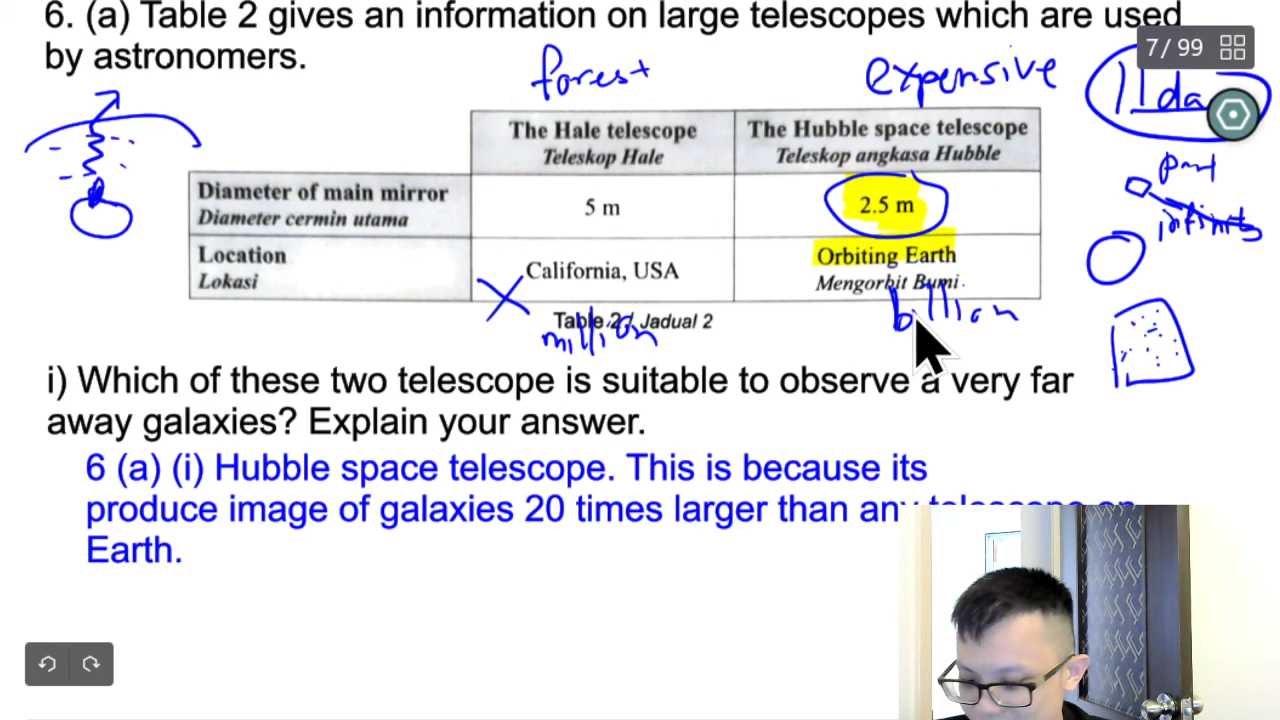 6. (a) Table 2 gives an information on large telescopes which are used
by astronomers.
7 / 99
forest
expensive
11 da
The Hale telescope
Teleskop Hale
The Hubble space telescope
Teleskop angkasa Hubble
Diameter of main mirror
Diameter cermin utama
5 m
2.5 m
Location
Lokasi
California, USA
Orbiting Earth
Mengorbit Bumi
Table 2 / Jadual 2
million
billion
i) Which of these two telescope is suitable to observe a very far
away galaxies? Explain your answer.
6 (a) (i) Hubble space telescope. This is because its
produce image of galaxies 20 times larger than any telescope on
Earth.